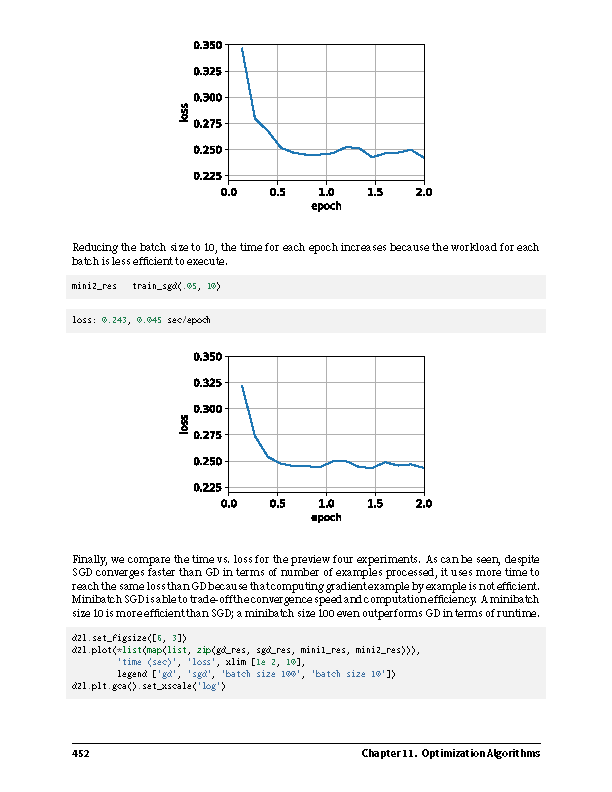 0.350
0.325
0.300
0.275
0.250
0.225
loss
0.0 0.5 1.0 1.5 2.0
epoch
Reducing the batch size to 10, the time for each epoch increases because the workload for each
batch is less efficient to execute.
mini2_res train_sgd(.05, 10)
loss: 0.243, 0.045 sec/epoch
0.350
0.325
0.300
0.275
0.250
0.225
loss
0.0 0.5 1.0 1.5 2.0
epoch
Finally, we compare the time vs. loss for the preview four experiments. As can be seen, despite
SGD converges faster than GD in terms of number of examples processed, it uses more time to
reach the same loss than GD because that computing gradient example by example is not efficient.
Minibatch SGD is able to trade-off the convergence speed and computation efficiency. A minibatch
size 10 is more efficient than SGD; a minibatch size 100 even outperforms GD in terms of runtime.
d2l.set_figsize([6, 3])
d2l.plot(*list(map(list, zip(gd_res, sgd_res, mini1_res, mini2_res))),
'time (sec)', 'loss', xlim [1e 2, 10],
legend ['gd', 'sgd', 'batch size 100', 'batch size 10'])
d2l.plt.gca().set_xscale('log')
452 Chapter 11. Optimization Algorithms